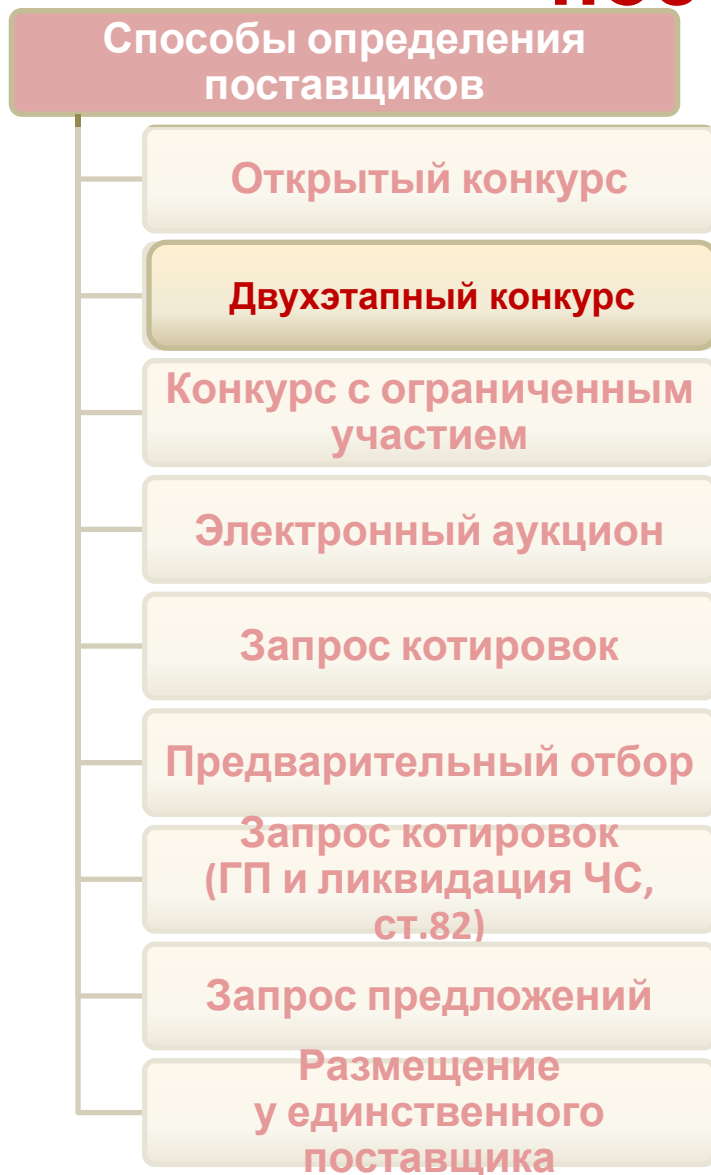 Способы определения
поставщиков
Открытый конкурс
Двухэтапный конкурс
Конкурс с ограниченным
участием
Электронный аукцион
Запрос котировок
Предварительный отбор
Запрос котировок
(ГП и ликвидация ЧС,
ст.82)
Запрос предложений
Размещение
у единственного
поставщика